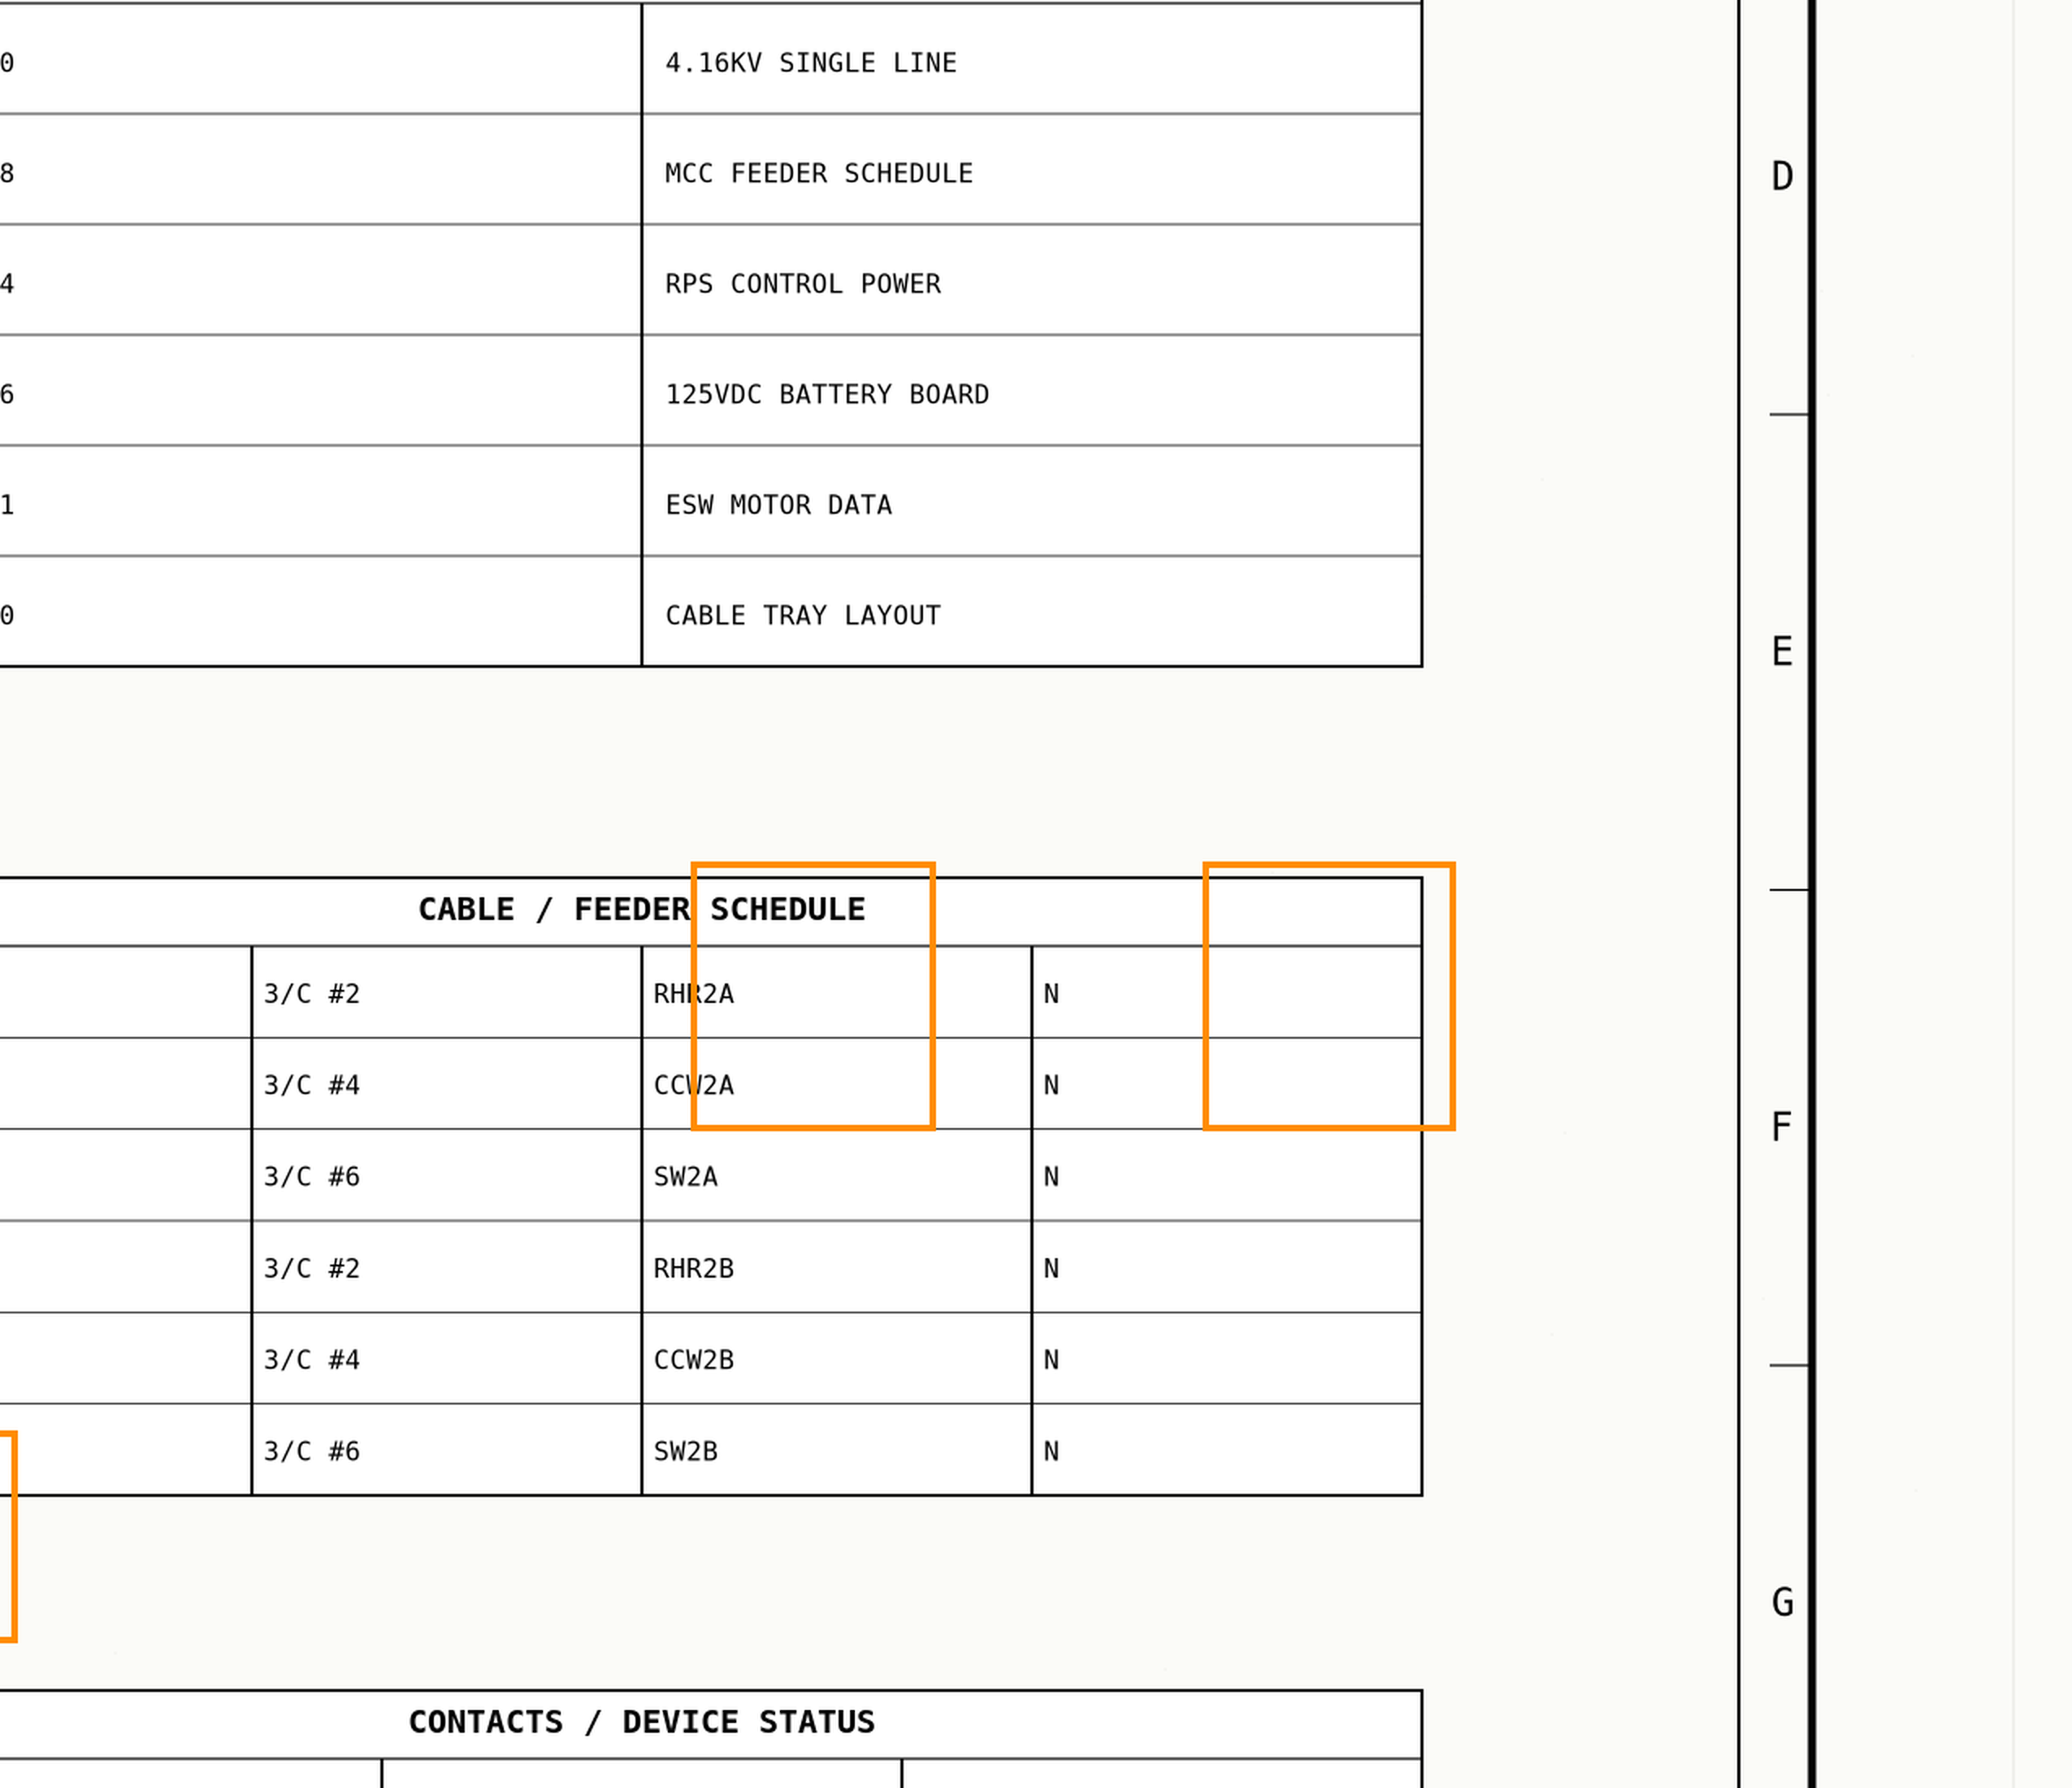 0 4.16KV SINGLE LINE
8 MCC FEEDER SCHEDULE
D
4 RPS CONTROL POWER
6 125VDC BATTERY BOARD
1 ESW MOTOR DATA
0 CABLE TRAY LAYOUT
E
CABLE / FEEDER SCHEDULE
3/C #2 RHR2A N
3/C #4 CCW2A N
F
3/C #6 SW2A N
3/C #2 RHR2B N
3/C #4 CCW2B N
3/C #6 SW2B N
G
CONTACTS / DEVICE STATUS